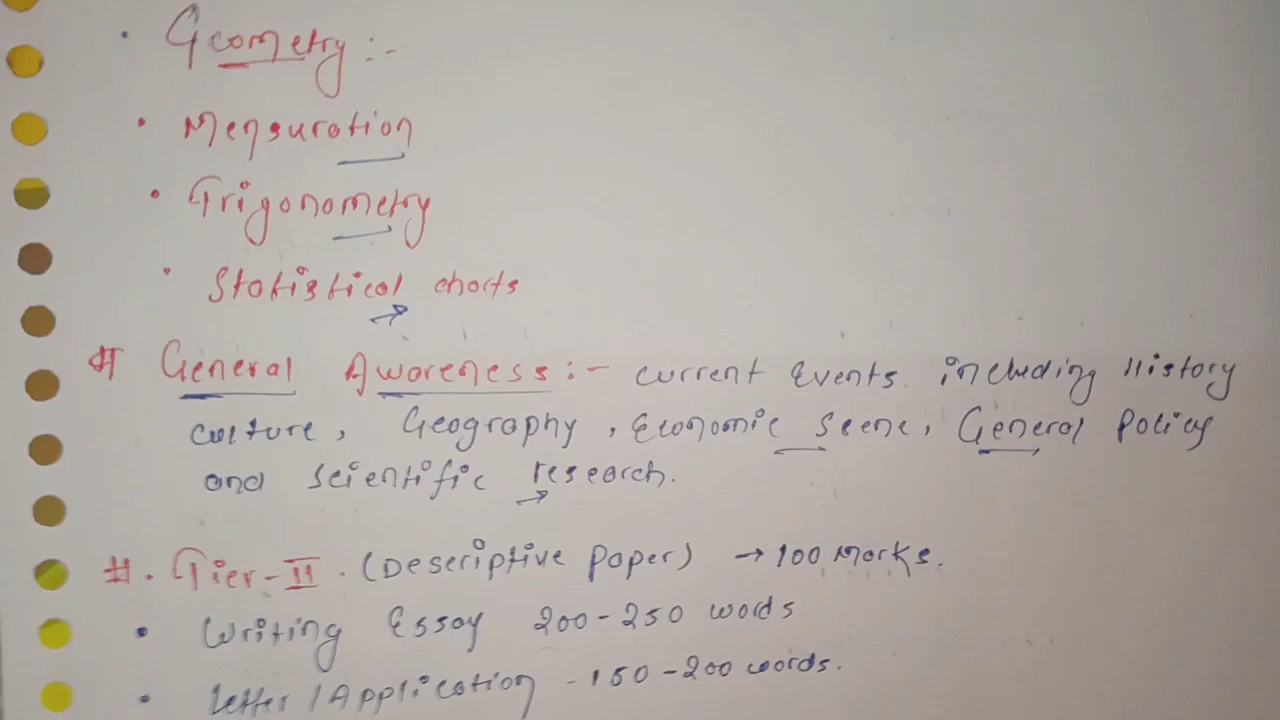 • Geometry :-
• Mensuration
• Trigonometry
• Statistical charts
# General Awareness :- current Events including History
culture, Geography, Economic Scene, General Policy
and scientific research.
#. Tier-II. (Descriptive paper) → 100 Marks.
• Writing Essay 200-250 words
• Letter / Application - 150-200 words.